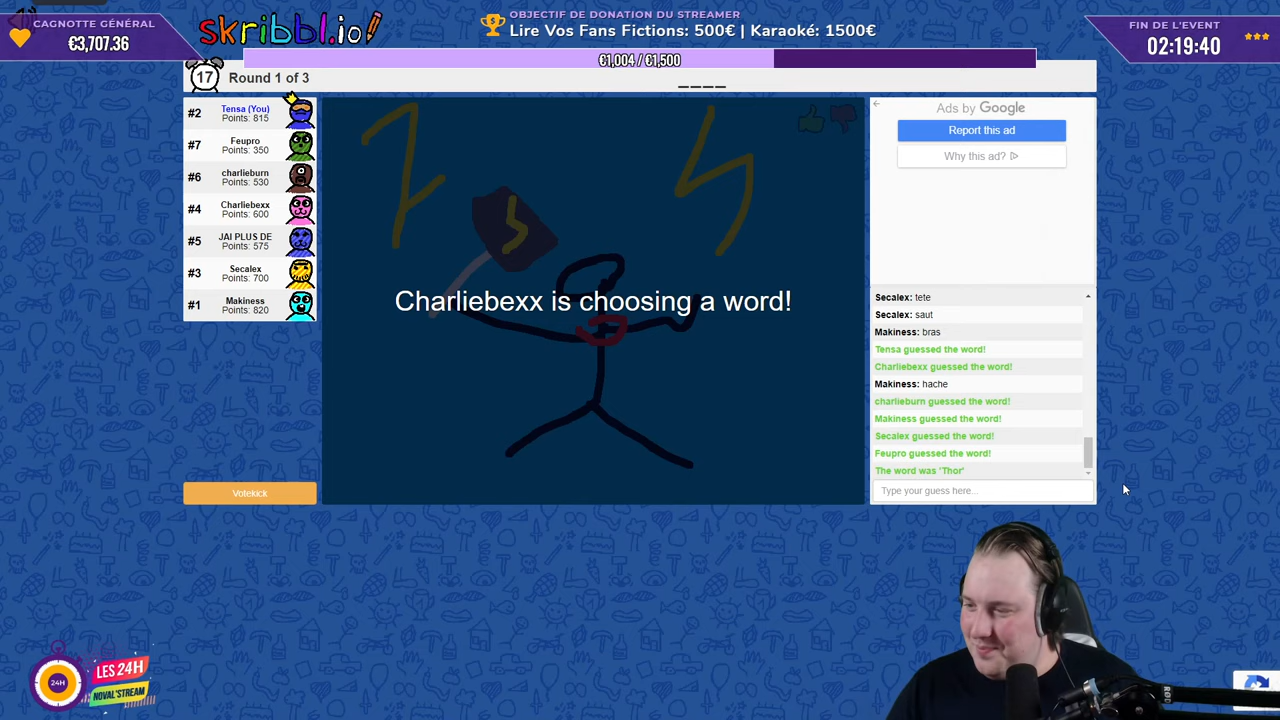 CAGNOTTE GÉNÉRAL
€3,707.36
skribbl.io
OBJECTIF DE DONATION DU STREAMER
Lire Vos Fans Fictions: 500€ | Karaoké: 1500€
€1,004 / €1,500
FIN DE L'EVENT
02:19:40
17
Round 1 of 3
#2 Tensa (You)
Points: 815
#7 Feupro
Points: 350
#6 charlieburn
Points: 530
#4 Charliebexx
Points: 600
#5 JAI PLUS DE
Points: 575
#3 Secalex
Points: 700
#1 Makiness
Points: 820
Votekick
Charliebexx is choosing a word!
Ads by Google
Report this ad
Why this ad?
Secalex: tete
Secalex: saut
Makiness: bras
Tensa guessed the word!
Charliebexx guessed the word!
Makiness: hache
charlieburn guessed the word!
Makiness guessed the word!
Secalex guessed the word!
Feupro guessed the word!
The word was 'Thor'
Type your guess here...
24H
LES 24H
NOVAL'STREAM
RØDE